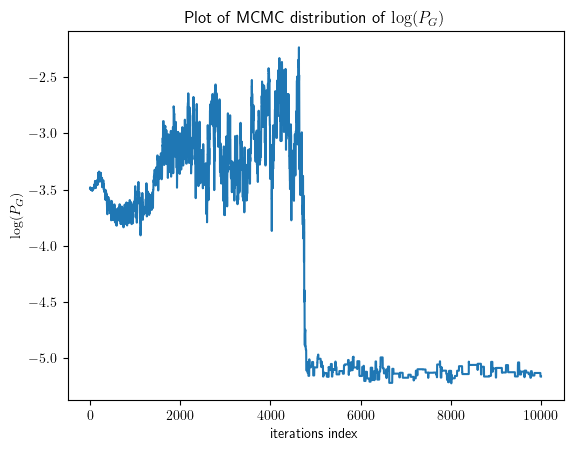 Plot of MCMC distribution of log(P_G)
log(P_G)
−2.5
−3.0
−3.5
−4.0
−4.5
−5.0
0 2000 4000 6000 8000 10000
iterations index